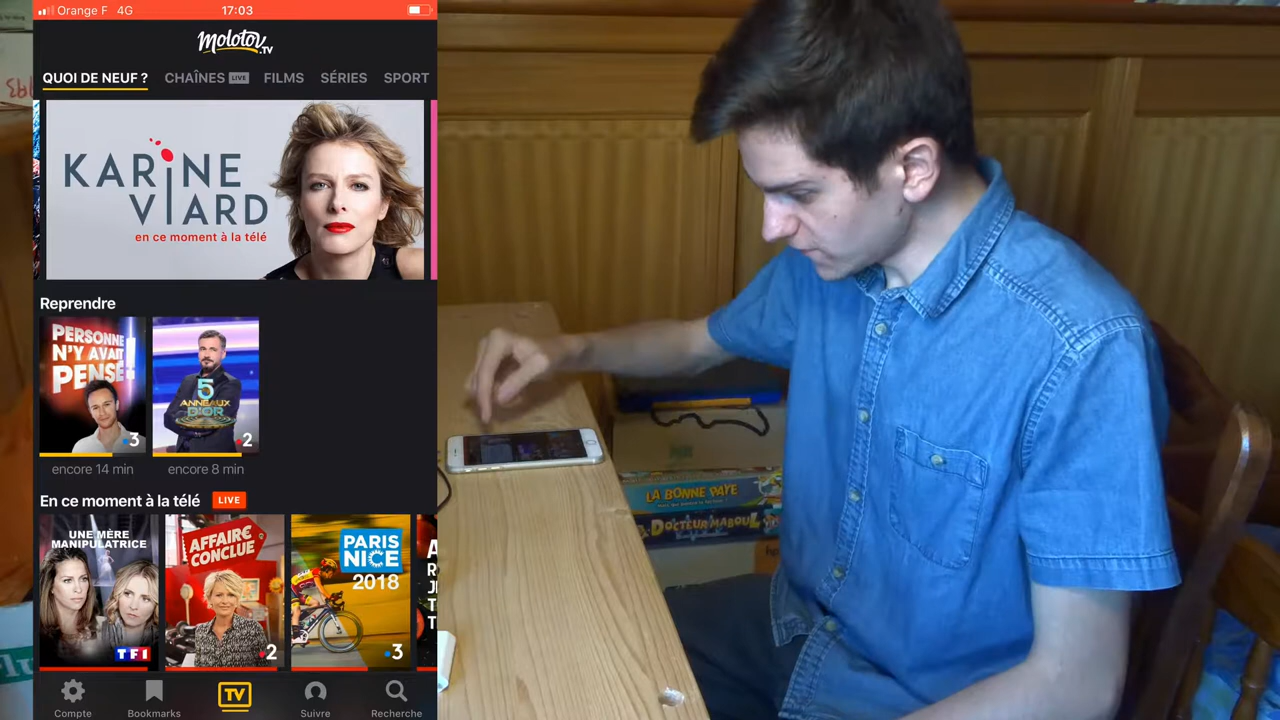 Orange F 4G 17:03
Molotov.TV
QUOI DE NEUF ? CHAÎNES LIVE FILMS SÉRIES SPORT
KARINE
VIARD
en ce moment à la télé
Reprendre
PERSONNE
N'Y AVAIT
PENSÉ !
3
5
ANNEAUX
D'OR
2
encore 14 min
encore 8 min
En ce moment à la télé LIVE
UNE MÈRE
MANIPULATRICE
TF1
AFFAIRE
CONCLUE
2
PARIS
NICE
2018
3
TV
Compte Bookmarks Suivre Recherche
LA BONNE PAYE
DOCTEUR MABOUL